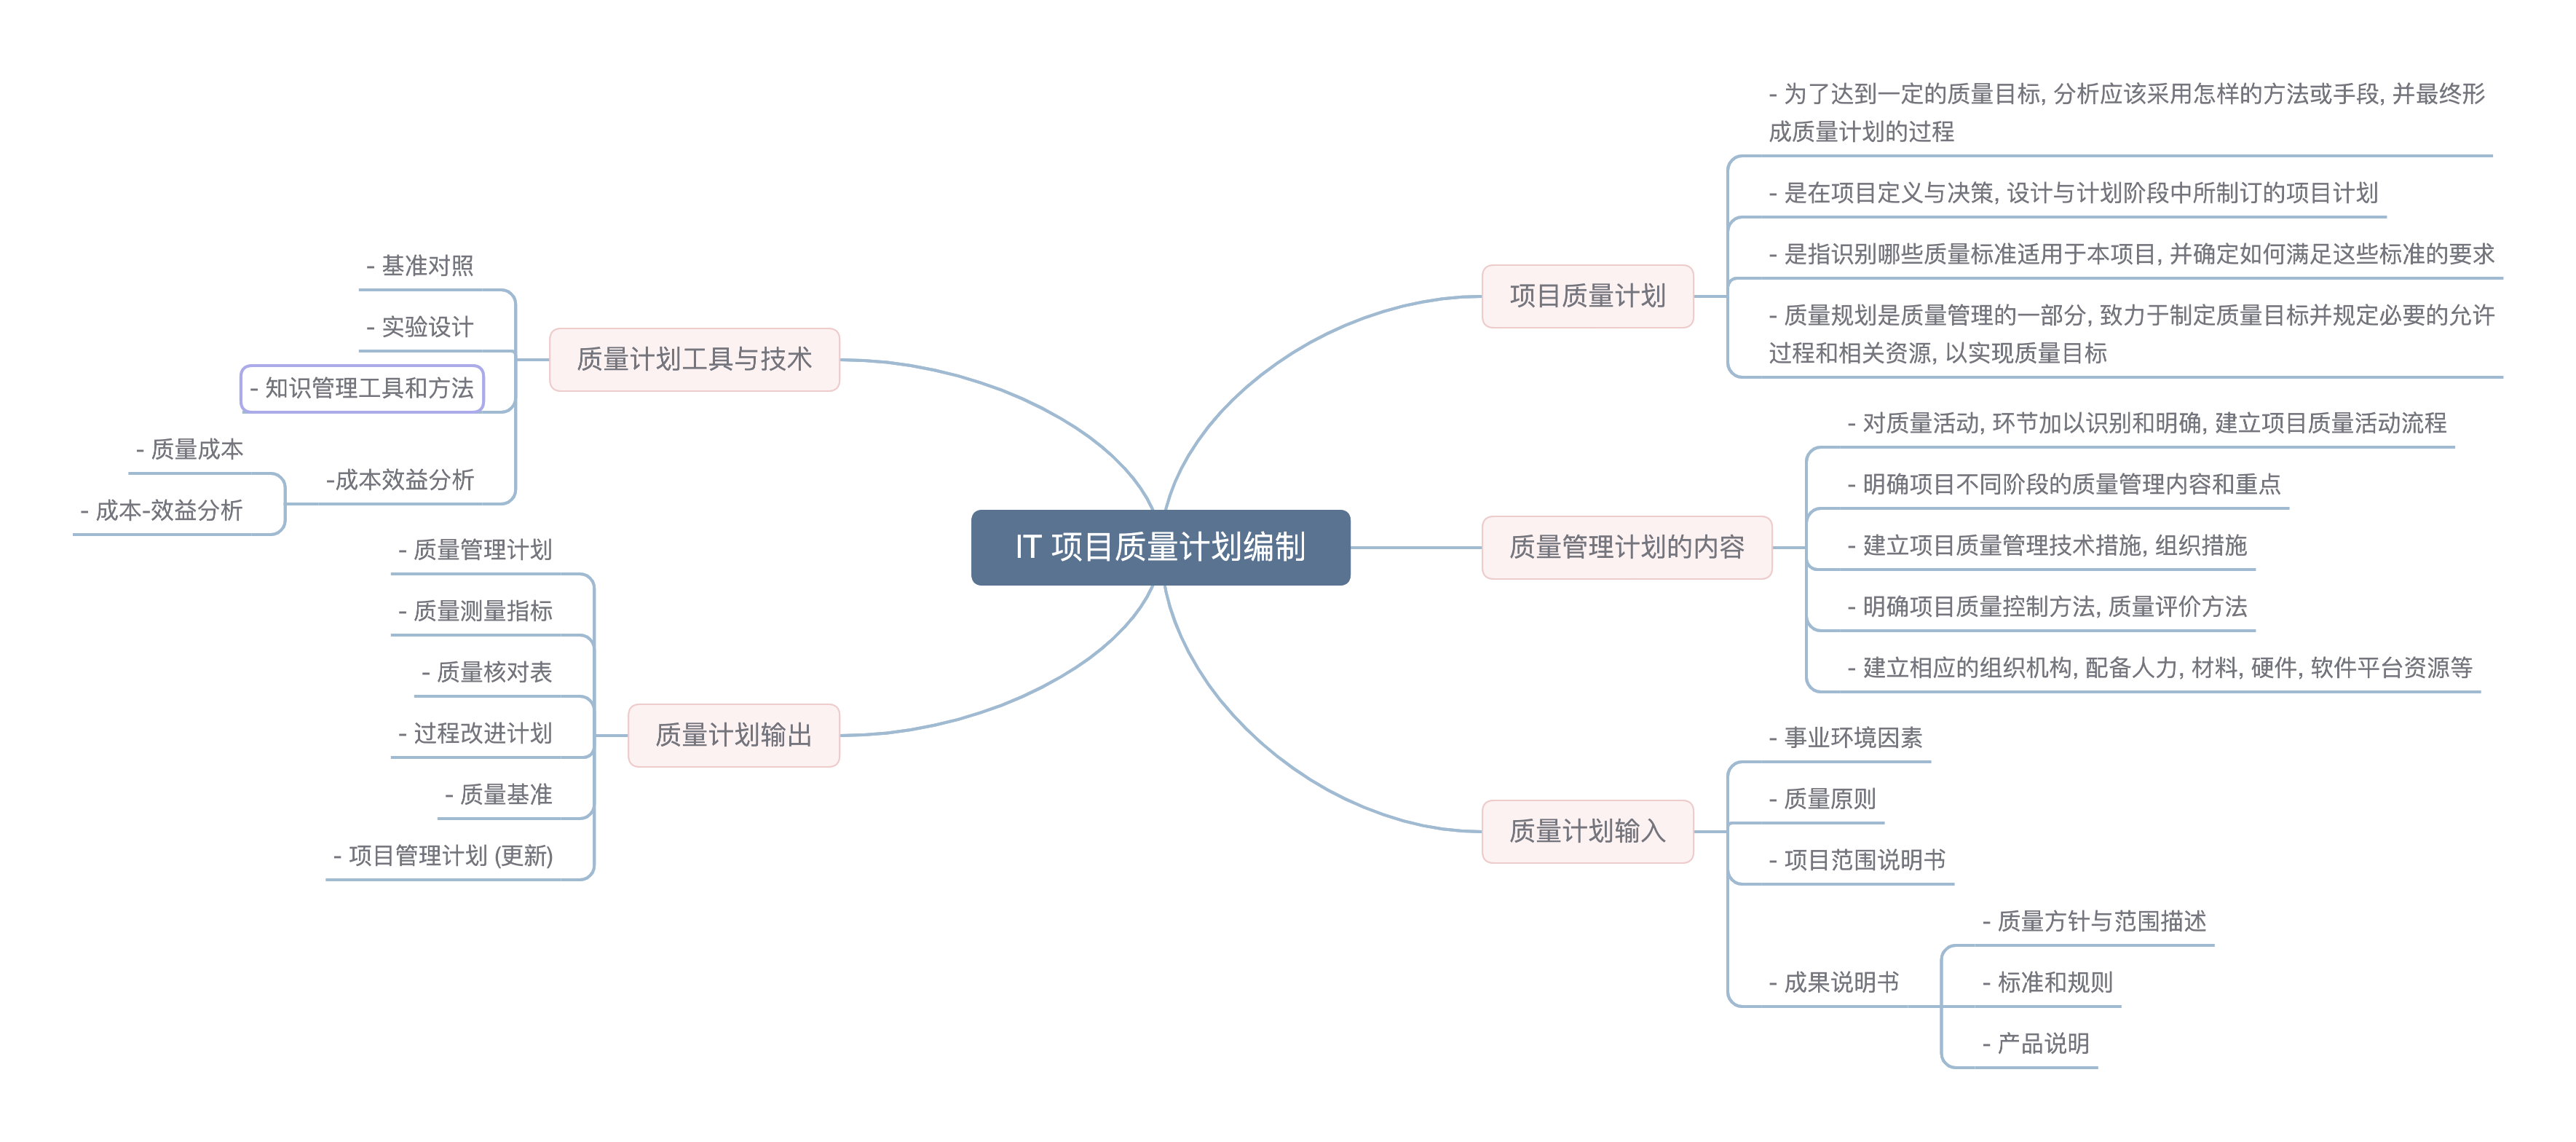 IT 项目质量计划编制
项目质量计划
- 为了达到一定的质量目标, 分析应该采用怎样的方法或手段, 并最终形
成质量计划的过程
- 是在项目定义与决策, 设计与计划阶段中所制订的项目计划
- 是指识别哪些质量标准适用于本项目, 并确定如何满足这些标准的要求
- 质量规划是质量管理的一部分, 致力于制定质量目标并规定必要的允许
过程和相关资源, 以实现质量目标
质量管理计划的内容
- 对质量活动, 环节加以识别和明确, 建立项目质量活动流程
- 明确项目不同阶段的质量管理内容和重点
- 建立项目质量管理技术措施, 组织措施
- 明确项目质量控制方法, 质量评价方法
- 建立相应的组织机构, 配备人力, 材料, 硬件, 软件平台资源等
质量计划输入
- 事业环境因素
- 质量原则
- 项目范围说明书
- 成果说明书
- 质量方针与范围描述
- 标准和规则
- 产品说明
质量计划工具与技术
- 基准对照
- 实验设计
- 知识管理工具和方法
-成本效益分析
- 质量成本
- 成本-效益分析
质量计划输出
- 质量管理计划
- 质量测量指标
- 质量核对表
- 过程改进计划
- 质量基准
- 项目管理计划 (更新)